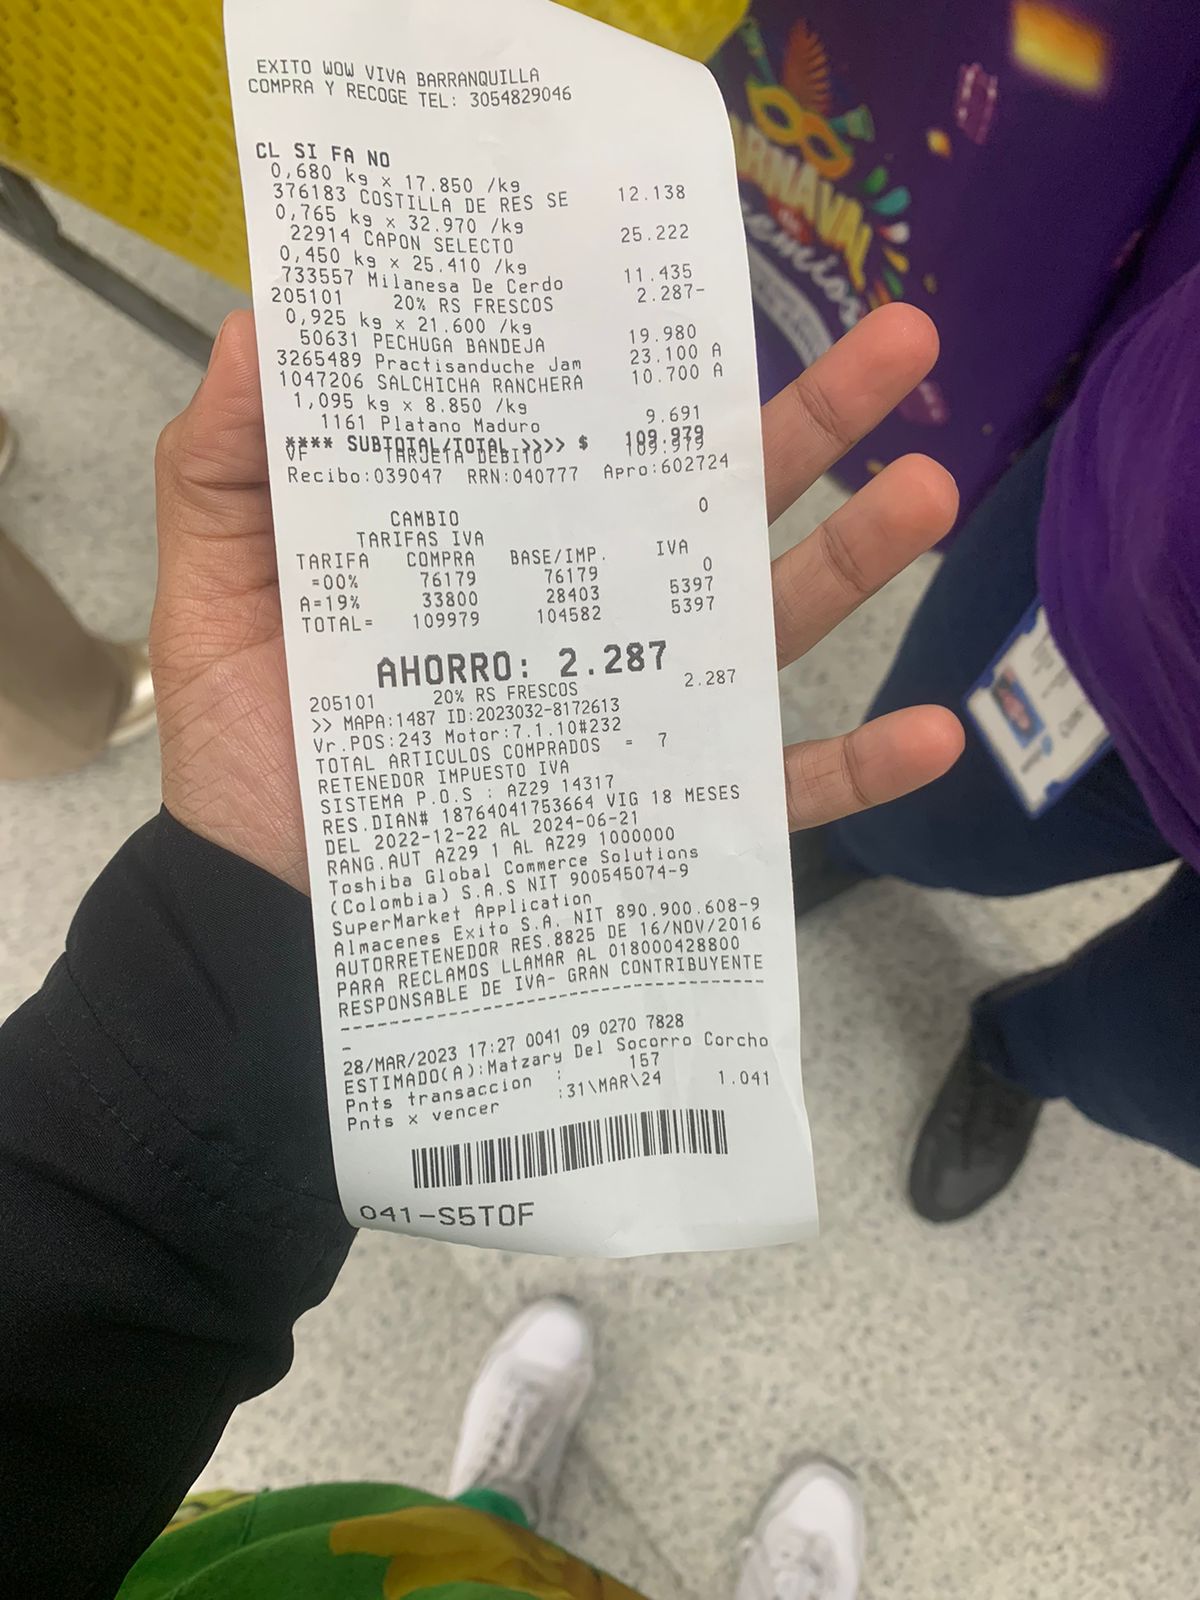 EXITO WOW VIVA BARRANQUILLA
COMPRA Y RECOGE TEL: 3054829046
CL SI FA NO
0,680 kg x 17.850 /kg
376183 COSTILLA DE RES SE 12.138
0,765 kg x 32.970 /kg
22914 CAPON SELECTO 25.222
0,450 kg x 25.410 /kg
733557 Milanesa De Cerdo 11.435
205101 20% RS FRESCOS 2.287-
0,925 kg x 21.600 /kg
50631 PECHUGA BANDEJA 19.980
3265489 Practisanduche Jam 23.100 A
1047206 SALCHICHA RANCHERA 10.700 A
1,095 kg x 8.850 /kg
1161 Platano Maduro 9.691
**** SUBTOTAL/TOTAL >>>> $ 109.979
VF TARJETA DEBITO 109.979
Recibo:039047 RRN:040777 Apro:602724
CAMBIO 0
TARIFAS IVA
TARIFA COMPRA BASE/IMP. IVA
=00% 76179 76179 0
A=19% 33800 28403 5397
TOTAL= 109979 104582 5397
AHORRO: 2.287
205101 20% RS FRESCOS 2.287
>> MAPA:1487 ID:2023032-8172613
Vr.POS:243 Motor:7.1.10#232
TOTAL ARTICULOS COMPRADOS = 7
RETENEDOR IMPUESTO IVA
SISTEMA P.O.S : AZ29 14317
RES.DIAN# 18764041753664 VIG 18 MESES
DEL 2022-12-22 AL 2024-06-21
RANG.AUT AZ29 1 AL AZ29 1000000
Toshiba Global Commerce Solutions
(Colombia) S.A.S NIT 900545074-9
SuperMarket Application
Almacenes Exito S.A. NIT 890.900.608-9
AUTORRETENEDOR RES.8825 DE 16/NOV/2016
PARA RECLAMOS LLAMAR AL 018000428800
RESPONSABLE DE IVA- GRAN CONTRIBUYENTE
--------------------------------------
-
28/MAR/2023 17:27 0041 09 0270 7828
ESTIMADO(A):Matzary Del Socorro Corcho
Pnts transaccion : 157
Pnts x vencer :31\MAR\24 1.041
041-S5TOF